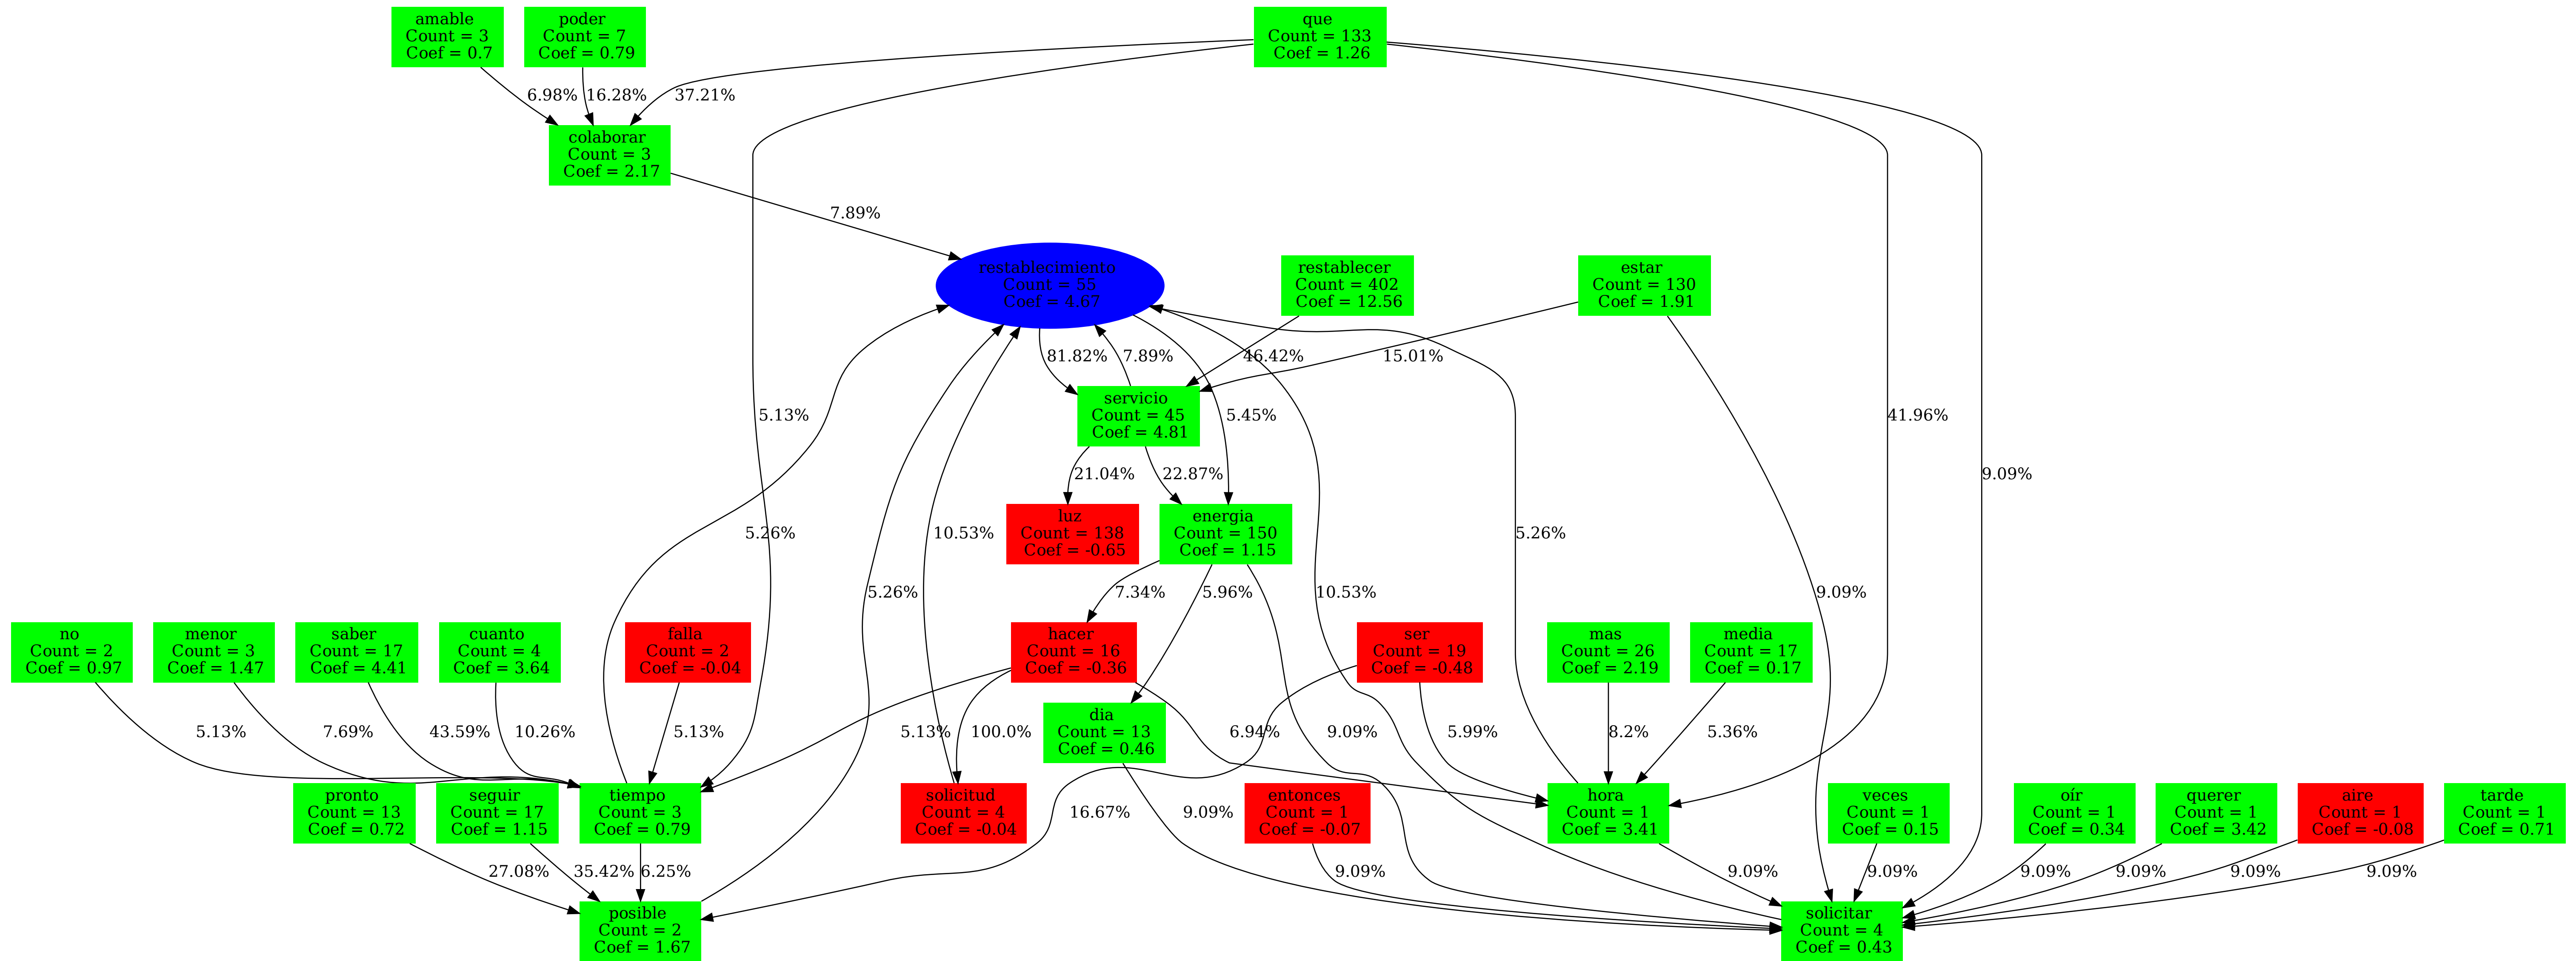 amable
Count = 3
Coef = 0.7
poder
Count = 7
Coef = 0.79
que
Count = 133
Coef = 1.26
6.98%
16.28%
37.21%
colaborar
Count = 3
Coef = 2.17
7.89%
restablecimiento
Count = 55
Coef = 4.67
restablecer
Count = 402
Coef = 12.56
estar
Count = 130
Coef = 1.91
81.82%
7.89%
46.42%
15.01%
servicio
Count = 45
Coef = 4.81
5.13%
5.45%
41.96%
21.04%
22.87%
9.09%
luz
Count = 138
Coef = -0.65
energia
Count = 150
Coef = 1.15
5.26%
10.53%
5.26%
5.26%
7.34%
5.96%
10.53%
9.09%
no
Count = 2
Coef = 0.97
menor
Count = 3
Coef = 1.47
saber
Count = 17
Coef = 4.41
cuanto
Count = 4
Coef = 3.64
falla
Count = 2
Coef = -0.04
hacer
Count = 16
Coef = -0.36
ser
Count = 19
Coef = -0.48
mas
Count = 26
Coef = 2.19
media
Count = 17
Coef = 0.17
dia
Count = 13
Coef = 0.46
5.13%
7.69%
43.59%
10.26%
5.13%
5.13%
100.0%
6.94%
9.09%
5.99%
8.2%
5.36%
pronto
Count = 13
Coef = 0.72
seguir
Count = 17
Coef = 1.15
tiempo
Count = 3
Coef = 0.79
solicitud
Count = 4
Coef = -0.04
16.67%
9.09%
entonces
Count = 1
Coef = -0.07
hora
Count = 1
Coef = 3.41
veces
Count = 1
Coef = 0.15
oír
Count = 1
Coef = 0.34
querer
Count = 1
Coef = 3.42
aire
Count = 1
Coef = -0.08
tarde
Count = 1
Coef = 0.71
27.08%
35.42%
6.25%
9.09%
9.09%
9.09%
9.09%
9.09%
9.09%
9.09%
posible
Count = 2
Coef = 1.67
solicitar
Count = 4
Coef = 0.43